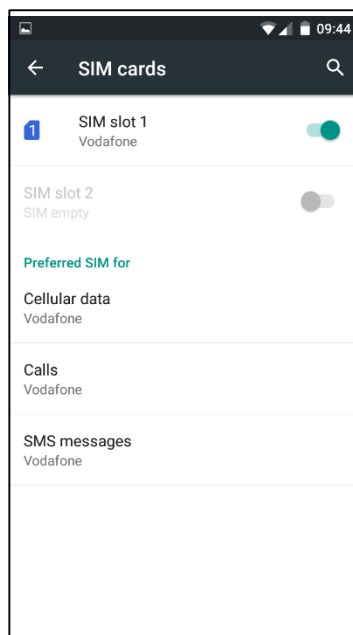 09:44
SIM cards
1
SIM slot 1
Vodafone
SIM slot 2
SIM empty
Preferred SIM for
Cellular data
Vodafone
Calls
Vodafone
SMS messages
Vodafone